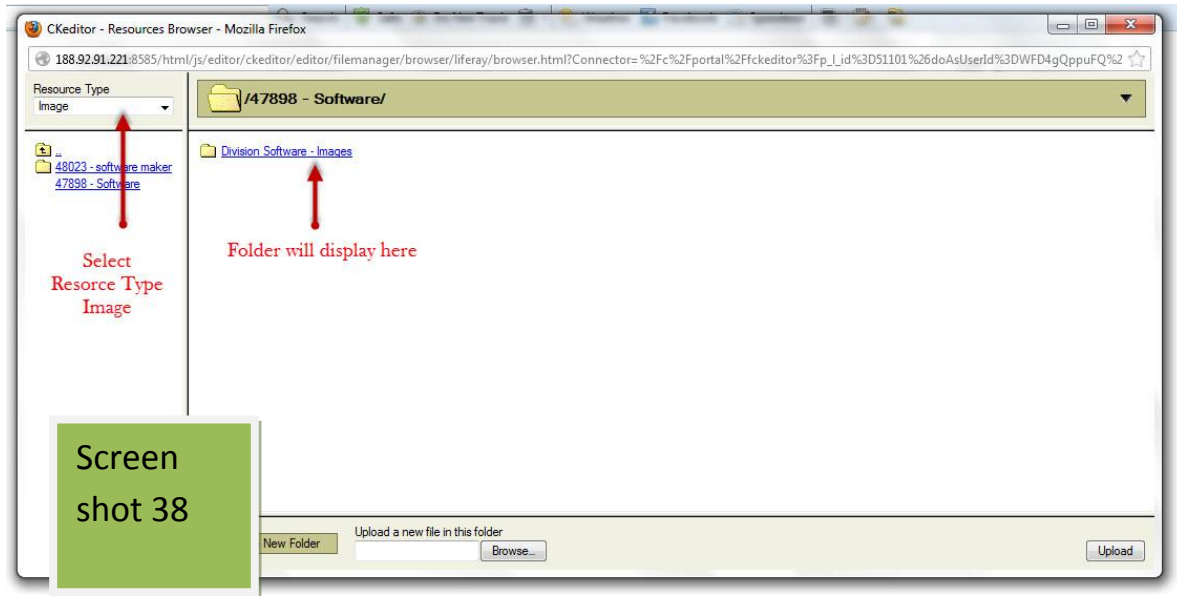 CKeditor - Resources Browser - Mozilla Firefox
188.92.91.221:8585/html/js/editor/ckeditor/editor/filemanager/browser/liferay/browser.html?Connector=%2Fc%2Fportal%2Ffckeditor%3Fp_l_id%3D51101%26doAsUserId%3DWFD4gQppuFQ%2
Resource Type
Image
/47898 - Software/
..
48023 - software maker
47898 - Software
Division Software - Images
Select
Resorce Type
Image
Folder will display here
Screen
shot 38
New Folder
Upload a new file in this folder
Browse...
Upload